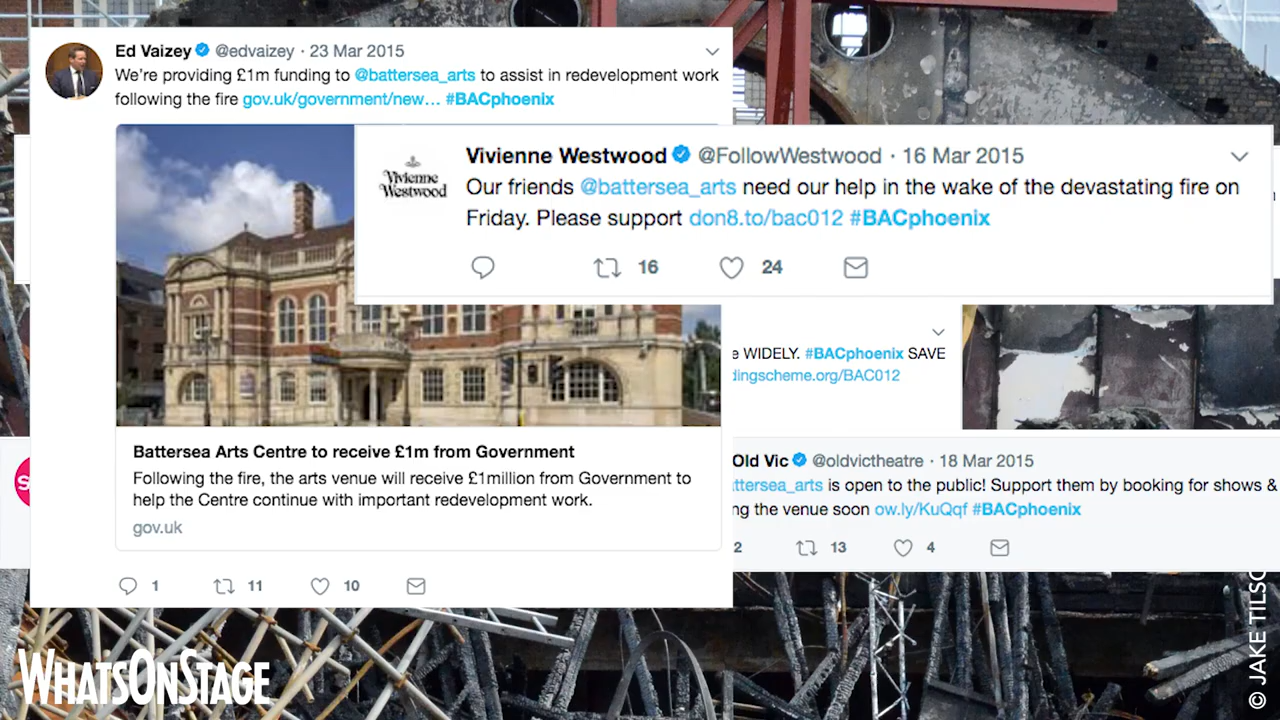 Ed Vaizey @edvaizey · 23 Mar 2015
We're providing £1m funding to @battersea_arts to assist in redevelopment work
following the fire gov.uk/government/new… #BACphoenix
Vivienne
Westwood
Vivienne Westwood @FollowWestwood · 16 Mar 2015
Our friends @battersea_arts need our help in the wake of the devastating fire on
Friday. Please support don8.to/bac012 #BACphoenix
16 24
WIDELY. #BACphoenix SAVE
dingscheme.org/BAC012
Battersea Arts Centre to receive £1m from Government
Following the fire, the arts venue will receive £1million from Government to
help the Centre continue with important redevelopment work.
gov.uk
1 11 10
Old Vic @oldvictheatre · 18 Mar 2015
ttersea_arts is open to the public! Support them by booking for shows &
ng the venue soon ow.ly/KuQqf #BACphoenix
2 13 4
WHATSONSTAGE
© JAKE TILSO